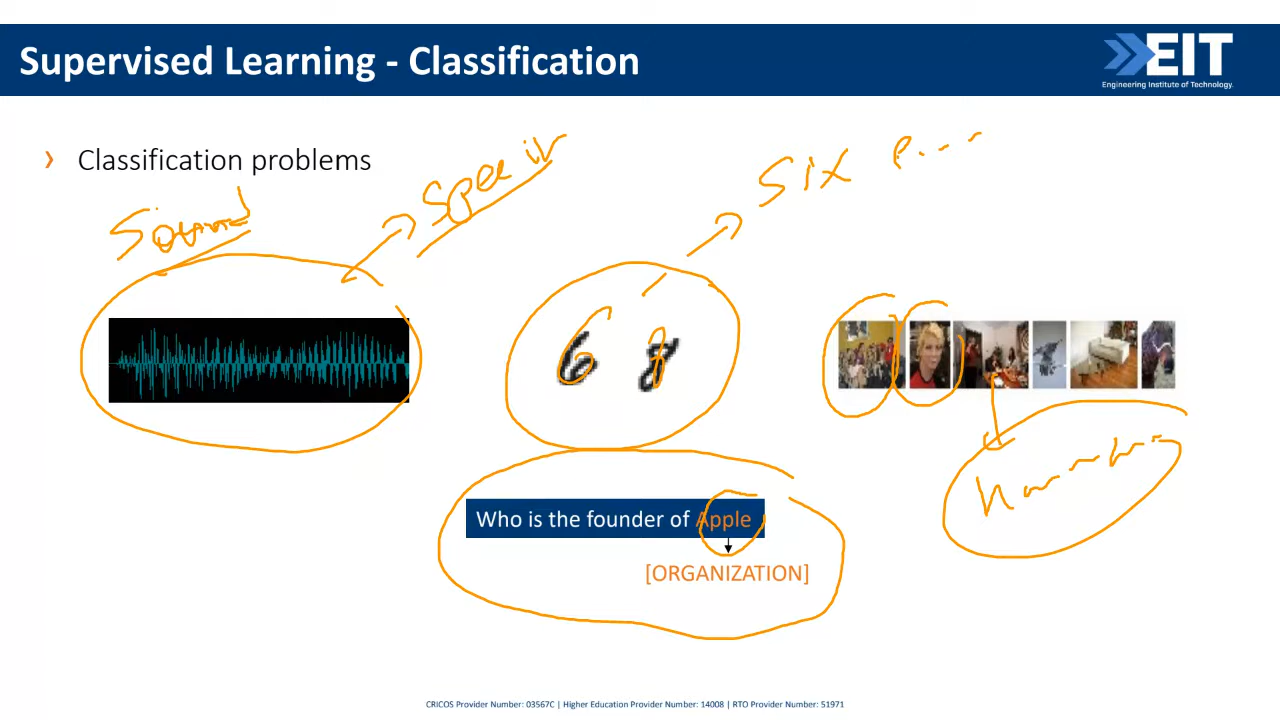 Supervised Learning - Classification
EIT
Engineering Institute of Technology.
› Classification problems
Sound
Six
6 8
Who is the founder of Apple
[ORGANIZATION]
CRICOS Provider Number: 03567C | Higher Education Provider Number: 14008 | RTO Provider Number: 51971